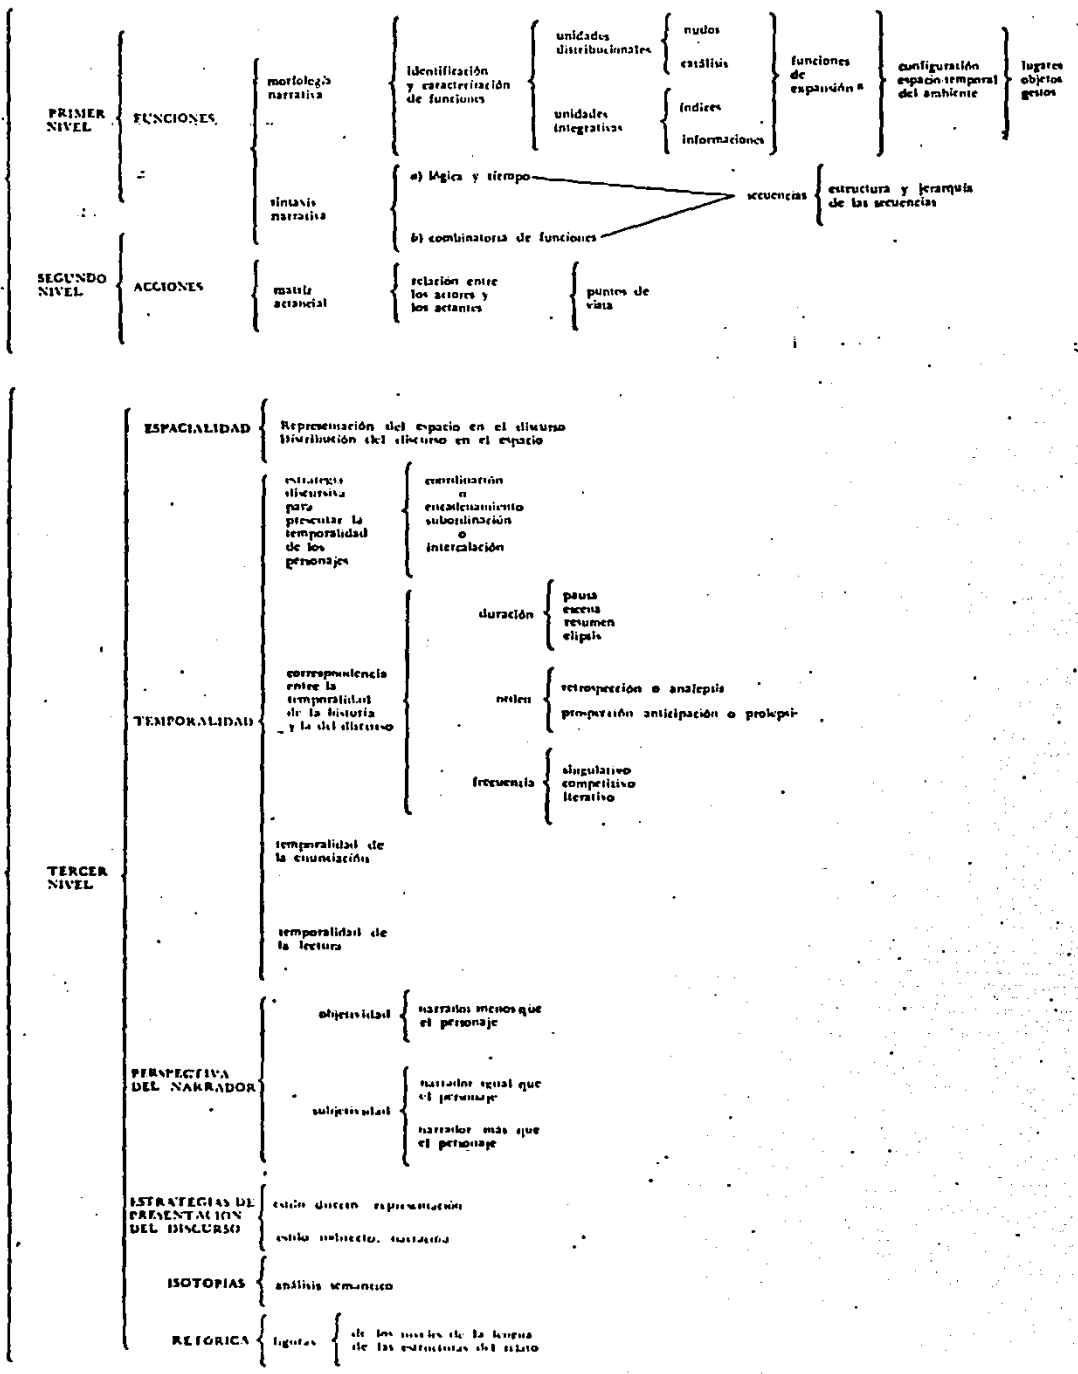 PRIMER
NIVEL
FUNCIONES
morfología
narrativa
identificación
y caracterización
de funciones
unidades
distribucionales
nudos
catálisis
unidades
integrativas
índices
informaciones
funciones
de
expansión *
configuración
espacio-temporal
del ambiente
lugares
objetos
gestos
sintaxis
narrativa
a) lógica y tiempo
b) combinatoria de funciones
secuencias
estructura y jerarquía
de las secuencias
SEGUNDO
NIVEL
ACCIONES
matriz
actancial
relación entre
los actores y
los actantes
puntos de
vista
TERCER
NIVEL
ESPACIALIDAD
Representación del espacio en el discurso
Distribución del discurso en el espacio
TEMPORALIDAD
estrategia
discursiva
para
presentar la
temporalidad
de los
personajes
coordinación
o
encadenamiento
subordinación
o
intercalación
correspondencia
entre la
temporalidad
de la historia
y la del discurso
duración
pausa
escena
resumen
elipsis
orden
retrospección o analepsis
prospección anticipación o prolepsi-
frecuencia
singulativo
competitivo
iterativo
temporalidad de
la enunciación
temporalidad de
la lectura
PERSPECTIVA
DEL NARRADOR
objetividad
narrador menos que
el personaje
subjetividad
narrador igual que
el personaje
narrador más que
el personaje
ESTRATEGIAS DE
PRESENTACION
DEL DISCURSO
estilo directo representación
estilo indirecto, narración
ISOTOPIAS
análisis semántico
RETORICA
figuras
de los niveles de la lengua
de las estructuras del relato